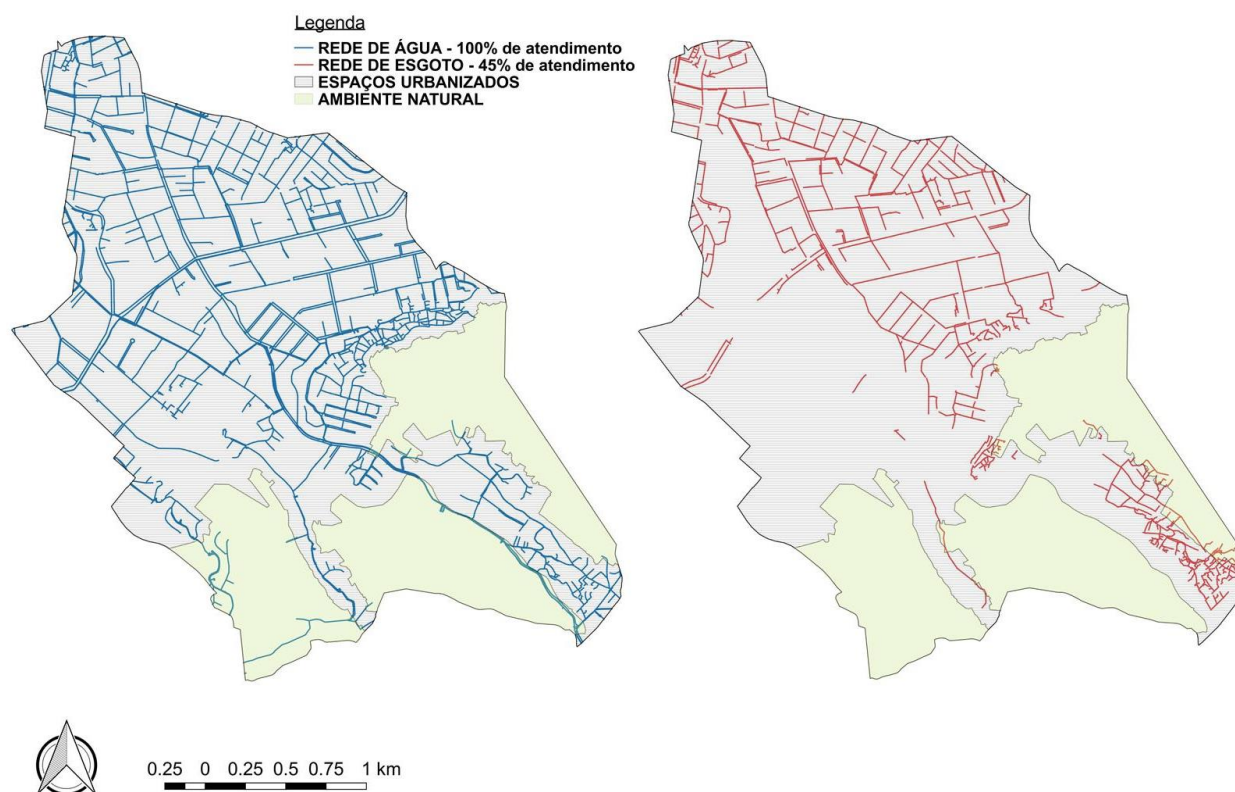 Legenda
REDE DE ÁGUA - 100% de atendimento
REDE DE ESGOTO - 45% de atendimento
ESPAÇOS URBANIZADOS
AMBIENTE NATURAL
0.25 0 0.25 0.5 0.75 1 km